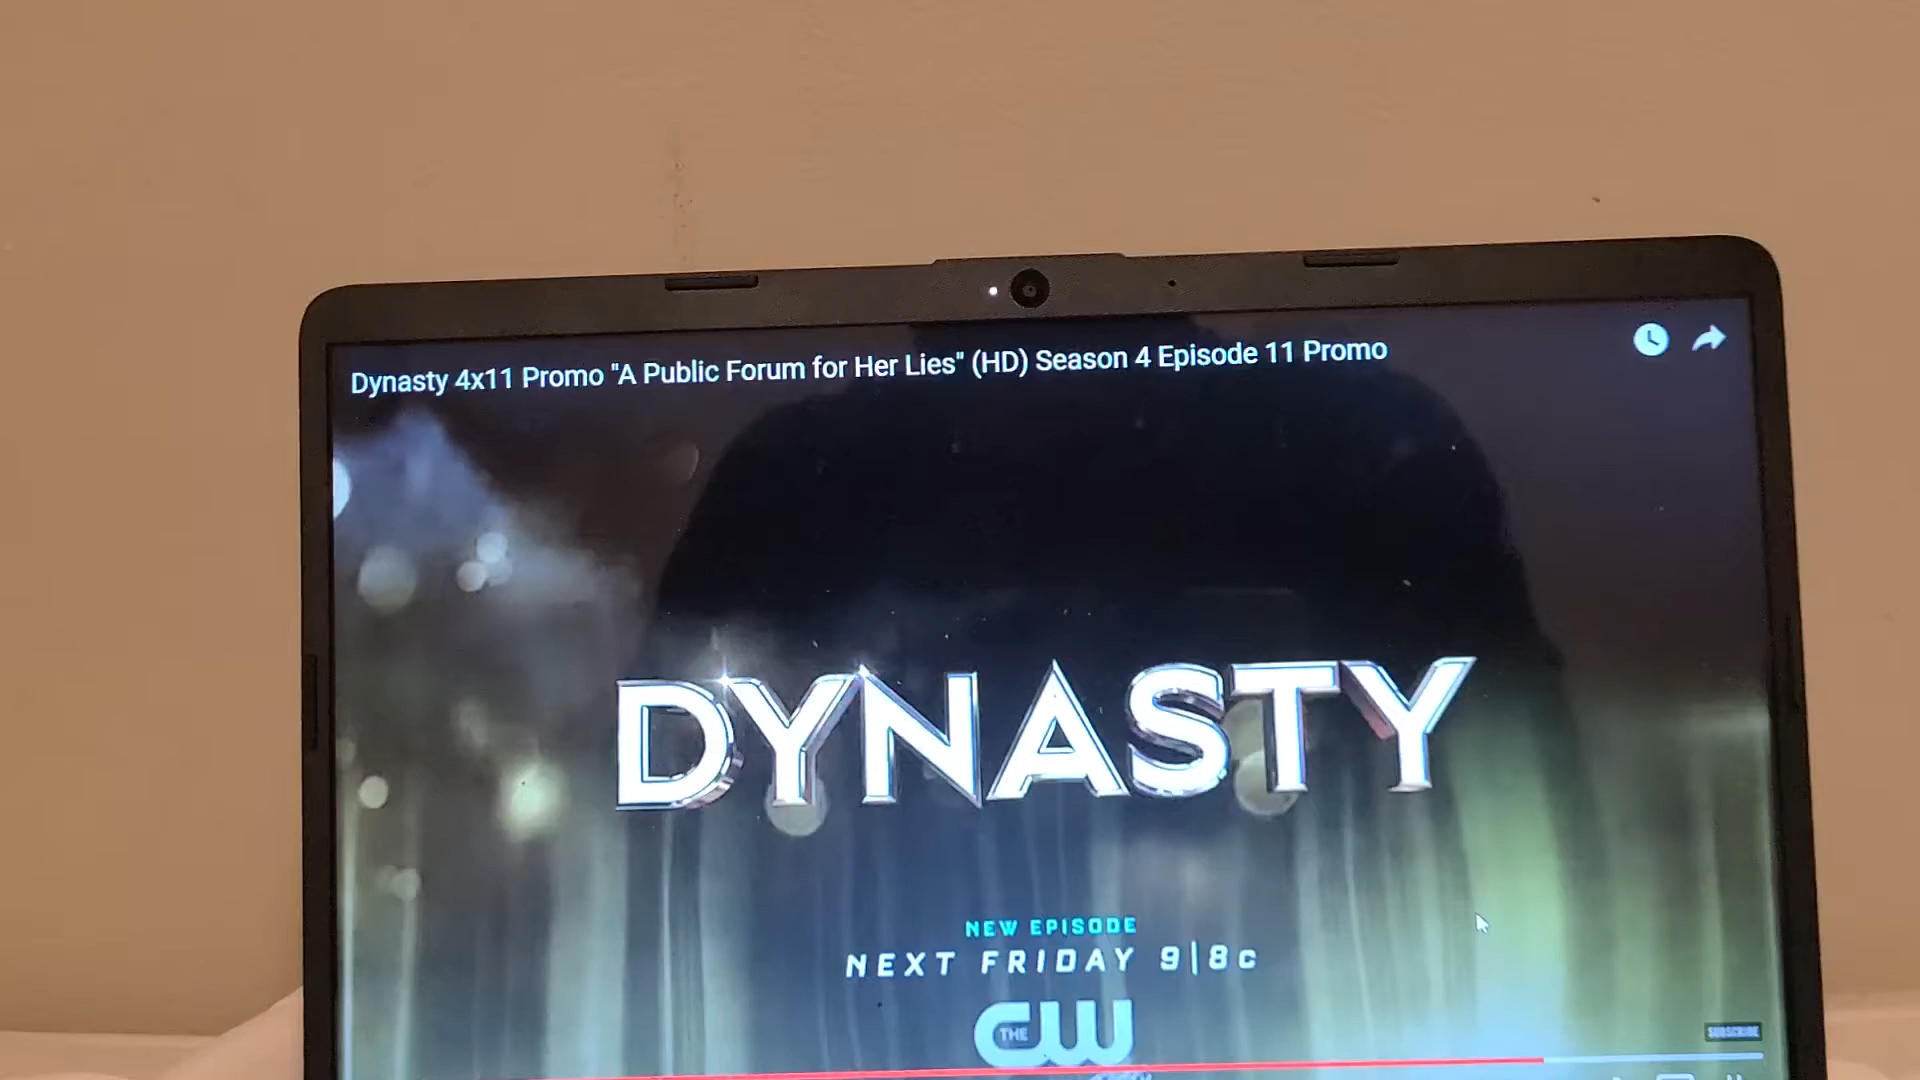 Dynasty 4x11 Promo "A Public Forum for Her Lies" (HD) Season 4 Episode 11 Promo
DYNASTY
NEW EPISODE
NEXT FRIDAY 9|8c
THE CW
SUBSCRIBE